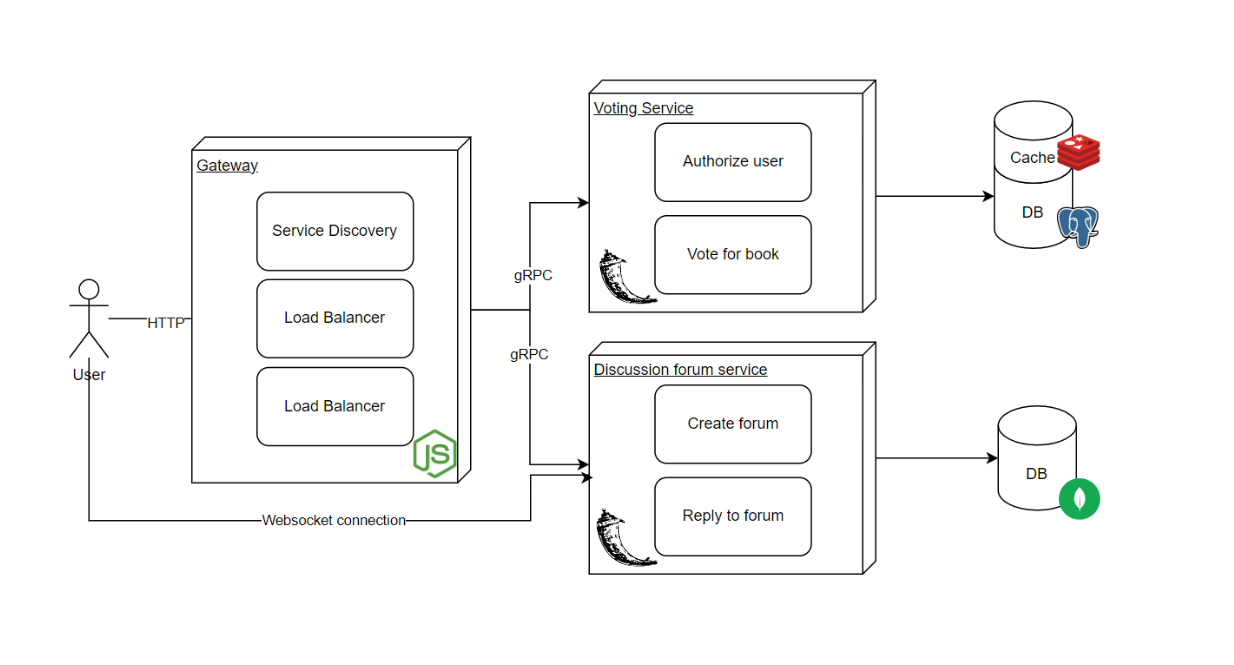 Voting Service
Authorize user
Vote for book
Cache
DB
Gateway
Service Discovery
Load Balancer
Load Balancer
JS
HTTP
User
gRPC
gRPC
Discussion forum service
Create forum
Reply to forum
DB
Websocket connection